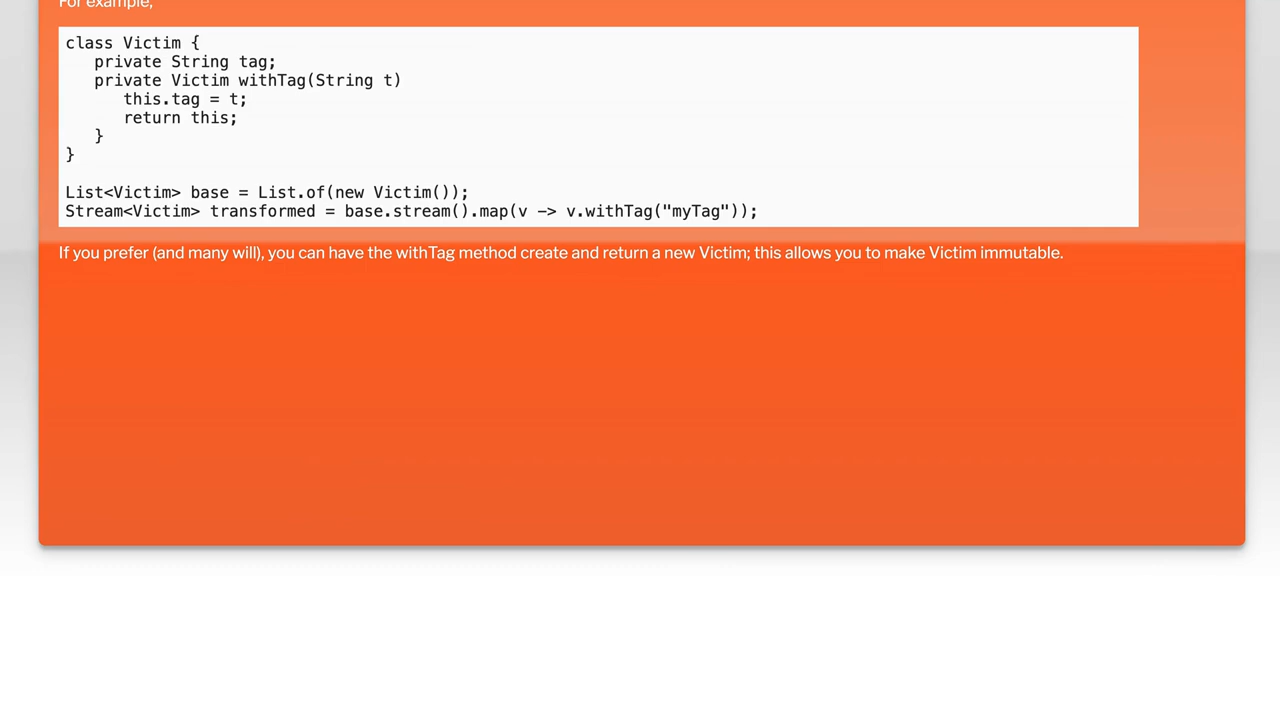 For example,
class Victim {
   private String tag;
   private Victim withTag(String t)
      this.tag = t;
      return this;
   }
}
List<Victim> base = List.of(new Victim());
Stream<Victim> transformed = base.stream().map(v -> v.withTag("myTag"));
If you prefer (and many will), you can have the withTag method create and return a new Victim; this allows you to make Victim immutable.